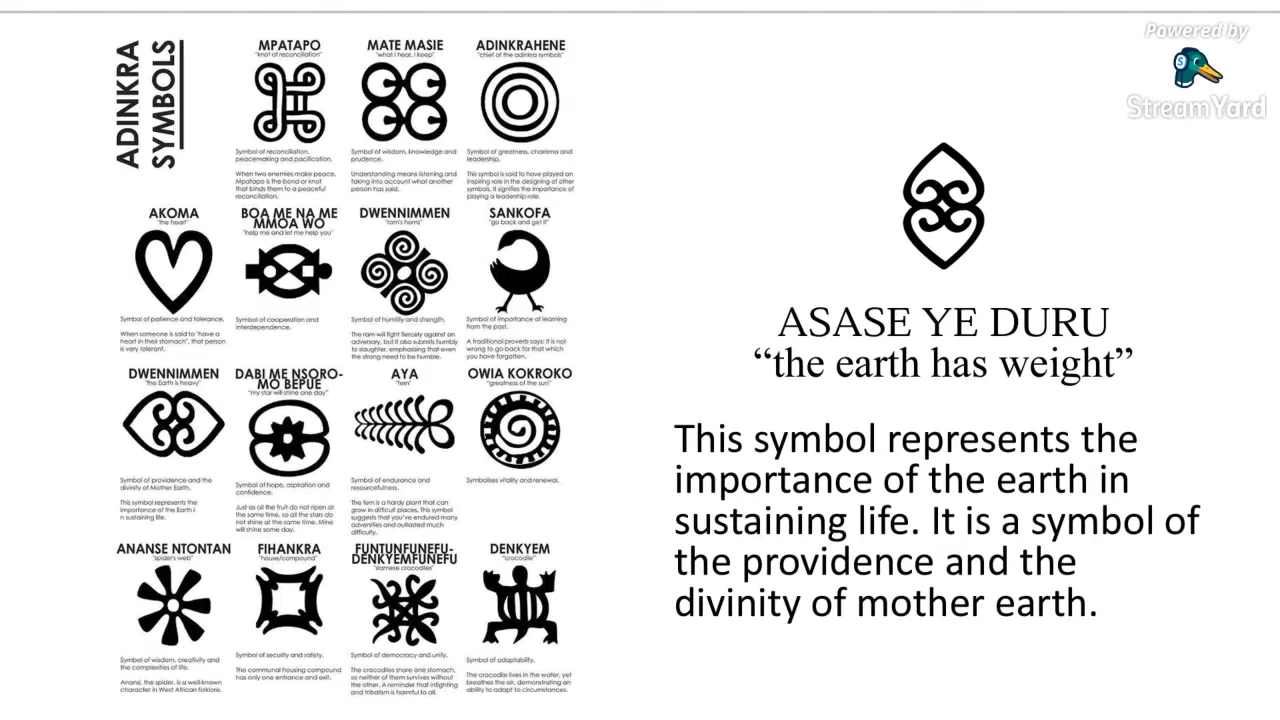 Powered by
StreamYard
ADINKRA
SYMBOLS
MPATAPO
"knot of reconciliation"
Symbol of reconciliation,
peacemaking and pacification.
When two enemies make peace,
Mpatapo is the bond or knot
that binds them to a peaceful
reconciliation.
MATE MASIE
"what I hear, I keep"
Symbol of wisdom, knowledge and
prudence.
Understanding means listening and
taking into account what another
person has said.
ADINKRAHENE
"chief of the adinkra symbols"
Symbol of greatness, charisma and
leadership.
This symbol is said to have played an
inspiring role in the designing of other
symbols. It signifies the importance of
playing a leadership role.
AKOMA
"the heart"
Symbol of patience and tolerance.
When someone is said to "have a
heart in their stomach", that person
is very tolerant.
BOA ME NA ME
MMOA WO
"help me and let me help you"
Symbol of cooperation and
interdependence.
DWENNIMMEN
"ram's horns"
Symbol of humility and strength.
The ram will fight fiercely against an
adversary, but it also submits humbly
to slaughter, emphasising that even
the strong need to be humble.
SANKOFA
"go back and get it"
Symbol of importance of learning
from the past.
A traditional proverb says: it is not
wrong to go back for that which
you have forgotten.
DWENNIMMEN
"the Earth is heavy"
Symbol of providence and the
divinity of Mother Earth.
This symbol represents the
importance of the Earth i
n sustaining life.
DABI ME NSORO-
MO BEPUE
"my star will shine one day"
Symbol of hope, aspiration and
confidence.
Just as all the fruit do not ripen at
the same time, so all the stars do
not shine at the same time. Mine
will shine some day.
AYA
"fern"
Symbol of endurance and
resourcefulness.
The fern is a hardy plant that can
grow in difficult places. This symbol
suggests that you've endured many
adversities and outlasted much
difficulty.
OWIA KOKROKO
"greatness of the sun"
Symbolizes vitality and renewal.
ANANSE NTONTAN
"spider's web"
Symbol of wisdom, creativity and
the complexities of life.
Anansi, the spider, is a well-known
character in West African folklore.
FIHANKRA
"house/compound"
Symbol of security and safety.
The communal housing compound
has only one entrance and exit.
FUNTUNFUNEFU-
DENKYEMFUNEFU
"siamese crocodiles"
Symbol of democracy and unity.
The crocodiles share one stomach,
so neither of them survives without
the other. A reminder that infighting
and tribalism is harmful to all.
DENKYEM
"crocodile"
Symbol of adaptability.
The crocodile lives in the water, yet
breathes the air, demonstrating an
ability to adapt to circumstances.
ASASE YE DURU
“the earth has weight”
This symbol represents the
importance of the earth in
sustaining life. It is a symbol of
the providence and the
divinity of mother earth.